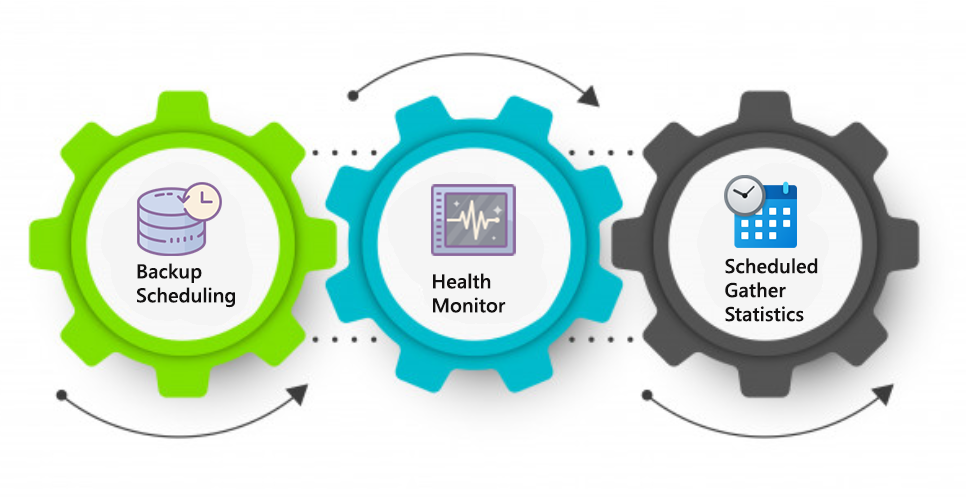 Backup
Scheduling
Health
Monitor
Scheduled
Gather
Statistics